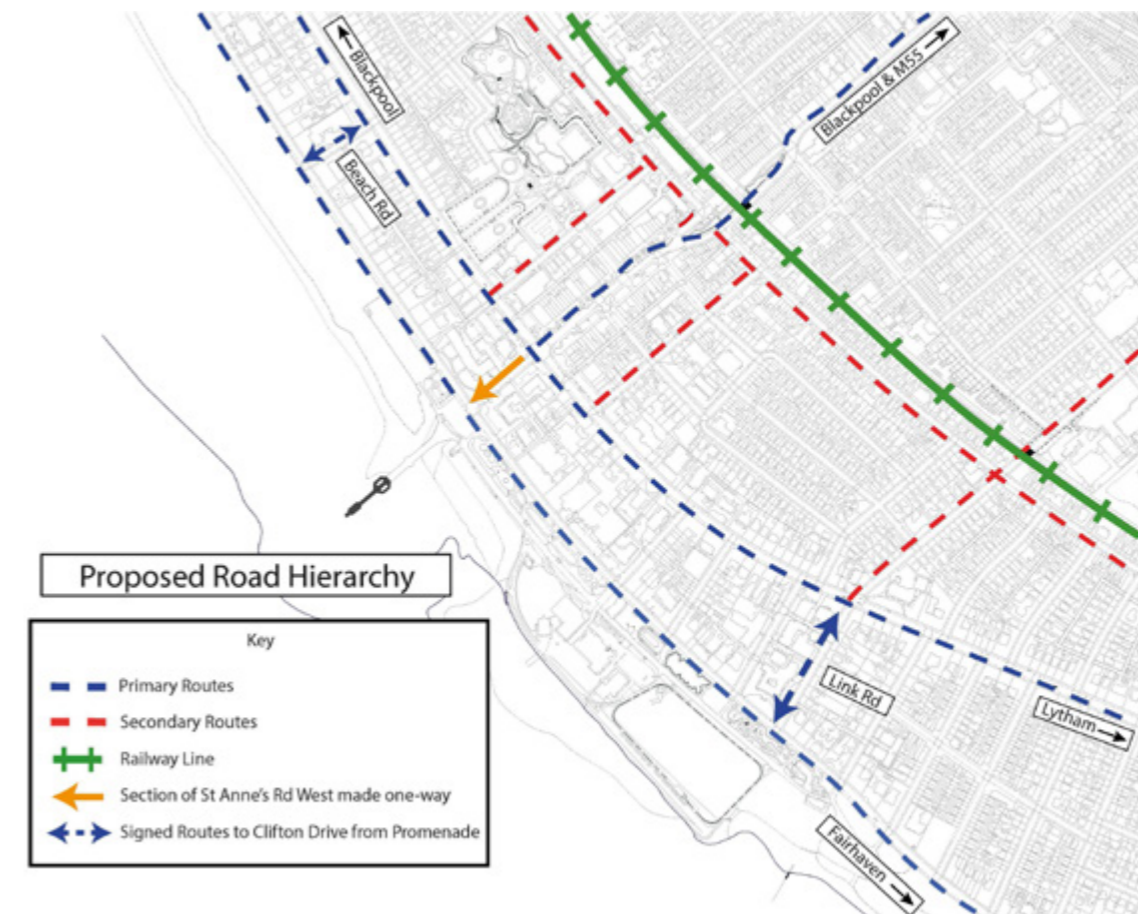 Blackpool
Blackpool & M55
Beach Rd
Proposed Road Hierarchy
Key
Primary Routes
Secondary Routes
Railway Line
Section of St Anne's Rd West made one-way
Signed Routes to Clifton Drive from Promenade
Link Rd
Lytham
Fairhaven